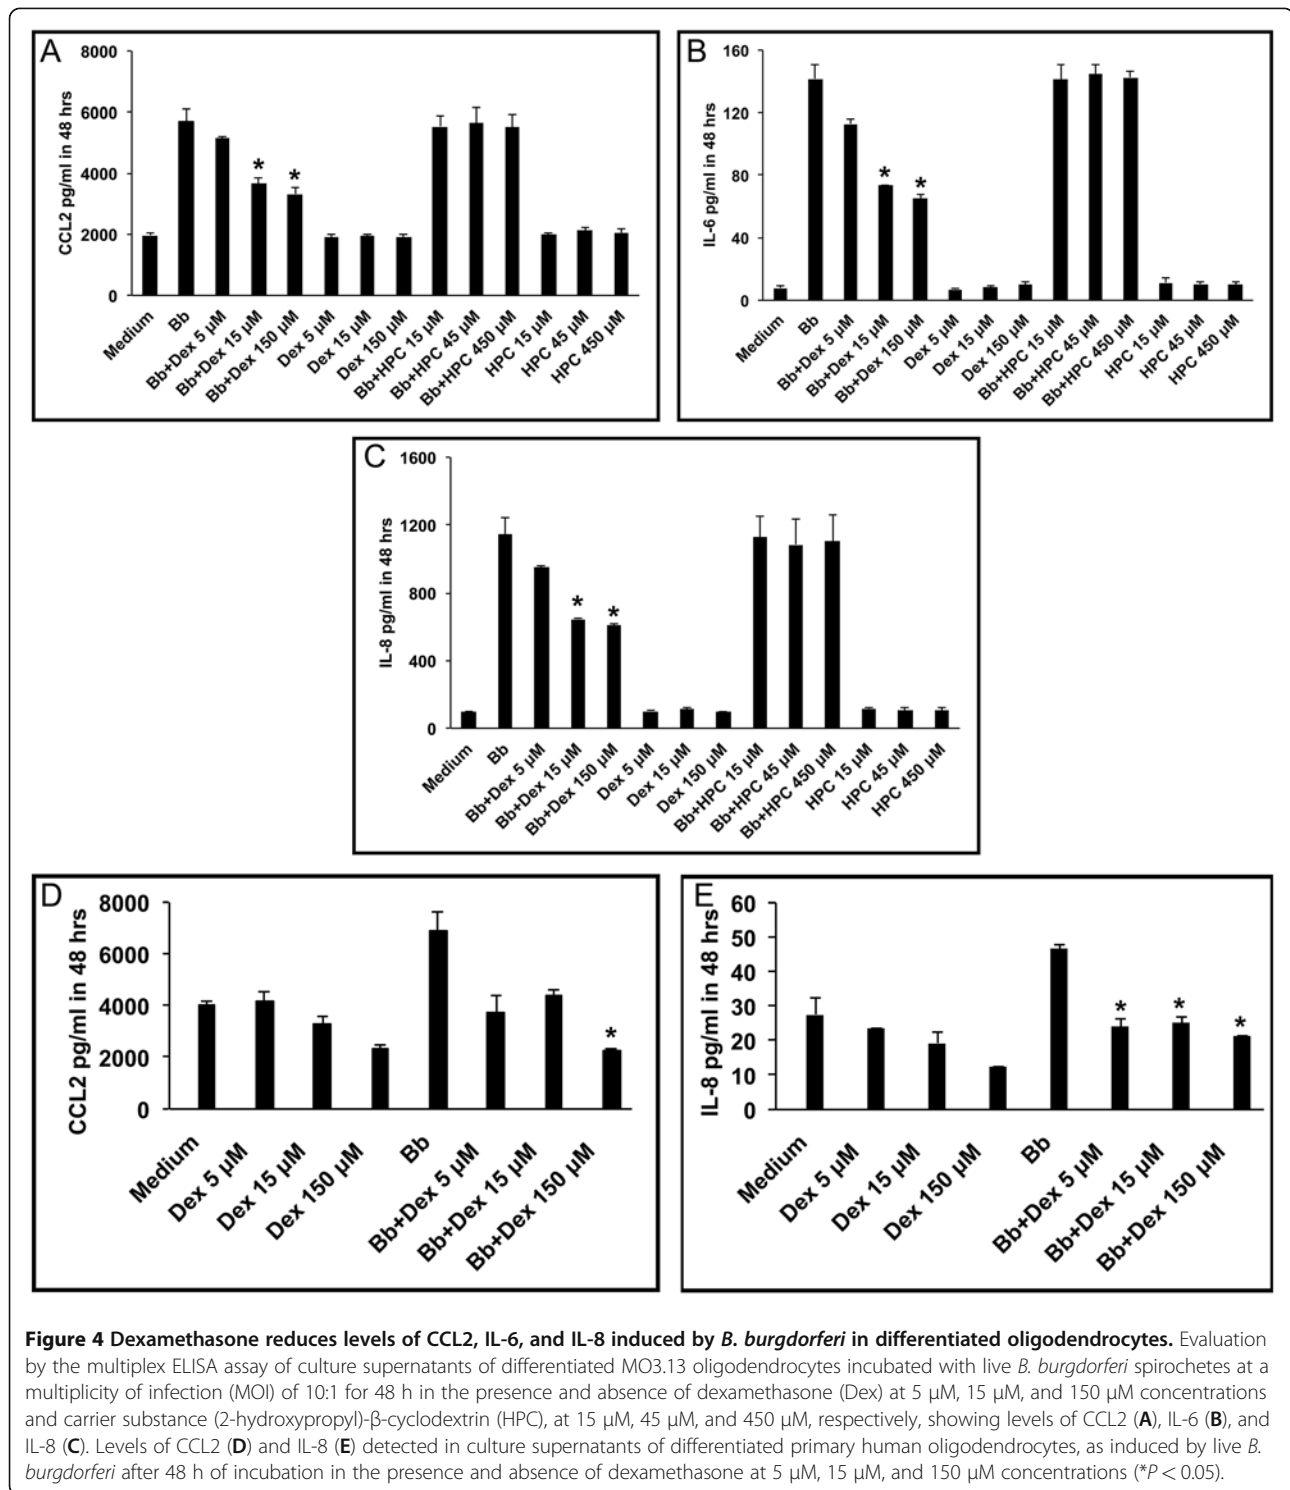 A
CCL2 pg/ml in 48 hrs
8000
6000
4000
2000
0
*
*
Medium
Bb
Bb+Dex 5 µM
Bb+Dex 15 µM
Bb+Dex 150 µM
Dex 5 µM
Dex 15 µM
Dex 150 µM
Bb+HPC 15 µM
Bb+HPC 45 µM
Bb+HPC 450 µM
HPC 15 µM
HPC 45 µM
HPC 450 µM
B
IL-6 pg/ml in 48 hrs
160
120
80
40
0
*
*
Medium
Bb
Bb+Dex 5 µM
Bb+Dex 15 µM
Bb+Dex 150 µM
Dex 5 µM
Dex 15 µM
Dex 150 µM
Bb+HPC 15 µM
Bb+HPC 45 µM
Bb+HPC 450 µM
HPC 15 µM
HPC 45 µM
HPC 450 µM
C
IL-8 pg/ml in 48 hrs
1600
1200
800
400
0
*
*
Medium
Bb
Bb+Dex 5 µM
Bb+Dex 15 µM
Bb+Dex 150 µM
Dex 5 µM
Dex 15 µM
Dex 150 µM
Bb+HPC 15 µM
Bb+HPC 45 µM
Bb+HPC 450 µM
HPC 15 µM
HPC 45 µM
HPC 450 µM
D
CCL2 pg/ml in 48 hrs
8000
6000
4000
2000
0
*
Medium
Dex 5 µM
Dex 15 µM
Dex 150 µM
Bb
Bb+Dex 5 µM
Bb+Dex 15 µM
Bb+Dex 150 µM
E
IL-8 pg/ml in 48 hrs
60
50
40
30
20
10
0
*
*
*
Medium
Dex 5 µM
Dex 15 µM
Dex 150 µM
Bb
Bb+Dex 5 µM
Bb+Dex 15 µM
Bb+Dex 150 µM
Figure 4 Dexamethasone reduces levels of CCL2, IL-6, and IL-8 induced by B. burgdorferi in differentiated oligodendrocytes. Evaluation
by the multiplex ELISA assay of culture supernatants of differentiated MO3.13 oligodendrocytes incubated with live B. burgdorferi spirochetes at a
multiplicity of infection (MOI) of 10:1 for 48 h in the presence and absence of dexamethasone (Dex) at 5 µM, 15 µM, and 150 µM concentrations
and carrier substance (2-hydroxypropyl)-β-cyclodextrin (HPC), at 15 µM, 45 µM, and 450 µM, respectively, showing levels of CCL2 (A), IL-6 (B), and
IL-8 (C). Levels of CCL2 (D) and IL-8 (E) detected in culture supernatants of differentiated primary human oligodendrocytes, as induced by live B.
burgdorferi after 48 h of incubation in the presence and absence of dexamethasone at 5 µM, 15 µM, and 150 µM concentrations (*P < 0.05).